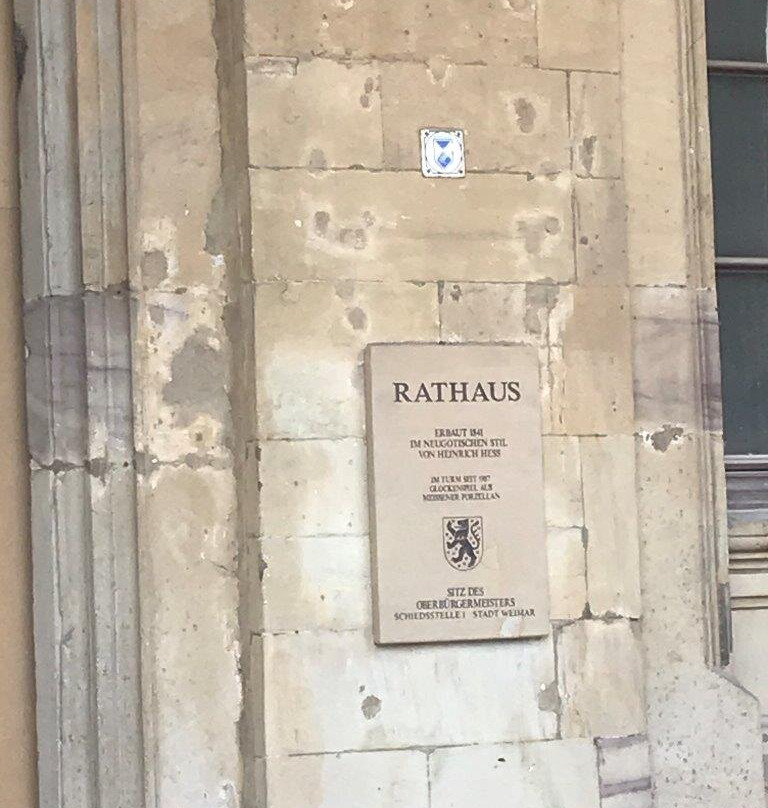 RATHAUS
ERBAUT 1841
IM NEUGOTISCHEN STIL
VON HEINRICH HESS
IM TURM SEIT 1987
GLOCKENSPIEL AUS
MEISSENER PORZELLAN
SITZ DES
OBERBÜRGERMEISTERS
SCHIEDSSTELLE I STADT WEIMAR